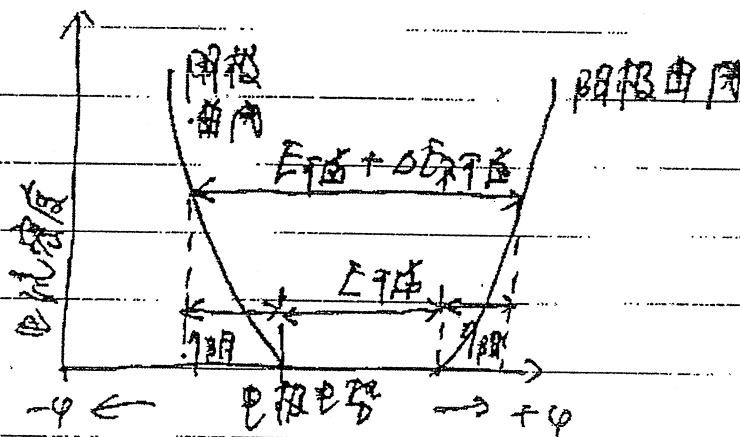 阴极
曲线
阳极曲线
E可逆 + ΔE不可逆
电流密度
E可逆
η阴
η阳
-φ ←
电极电势
→ +φ